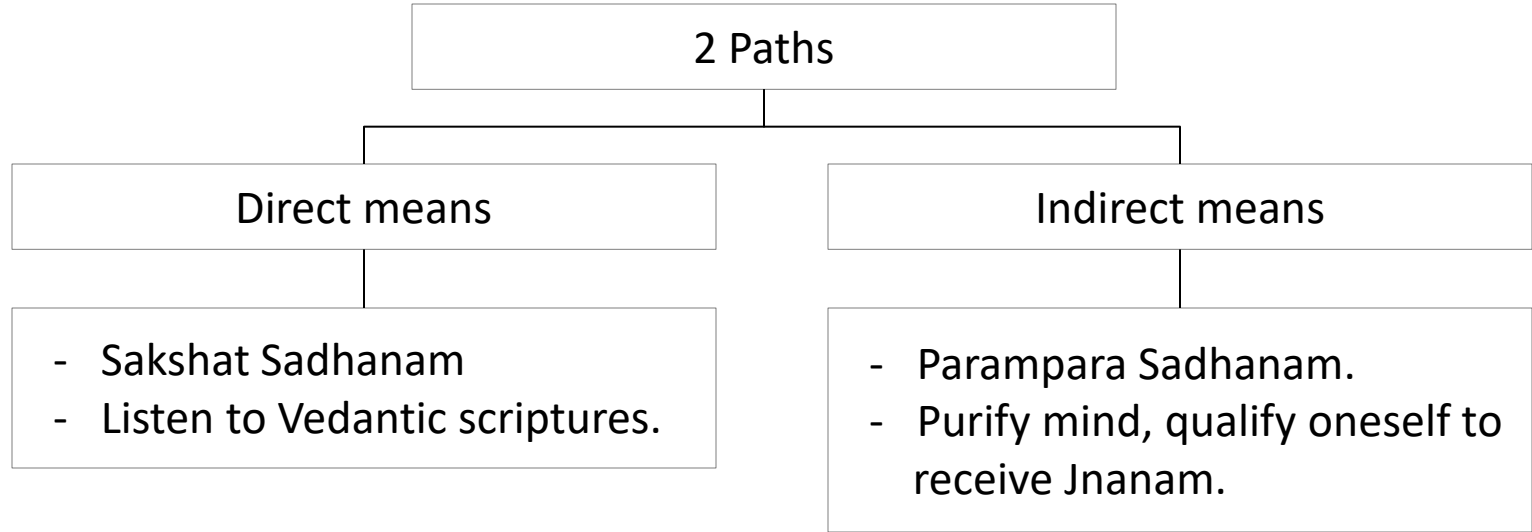 2 Paths
Direct means
Indirect means
- Sakshat Sadhanam
- Listen to Vedantic scriptures.
- Parampara Sadhanam.
- Purify mind, qualify oneself to
receive Jnanam.